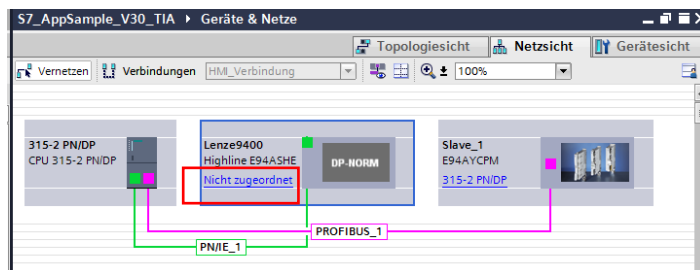 S7_AppSample_V30_TIA ▸ Geräte & Netze
Topologiesicht Netzsicht Gerätesicht
Vernetzen Verbindungen HMI_Verbindung 100%
315-2 PN/DP
CPU 315-2 PN/DP
Lenze9400
Highline E94ASHE
Nicht zugeordnet
DP-NORM
Slave_1
E94AYCPM
315-2 PN/DP
PROFIBUS_1
PN/IE_1